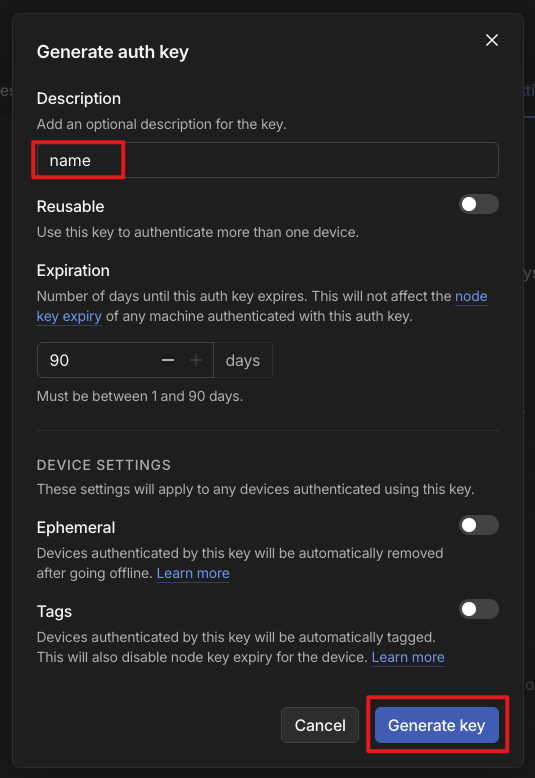 Generate auth key
Description
Add an optional description for the key.
name
Reusable
Use this key to authenticate more than one device.
Expiration
Number of days until this auth key expires. This will not affect the node
key expiry of any machine authenticated with this auth key.
90 days
Must be between 1 and 90 days.
DEVICE SETTINGS
These settings will apply to any devices authenticated using this key.
Ephemeral
Devices authenticated by this key will be automatically removed
after going offline. Learn more
Tags
Devices authenticated by this key will be automatically tagged.
This will also disable node key expiry for the device. Learn more
Cancel Generate key